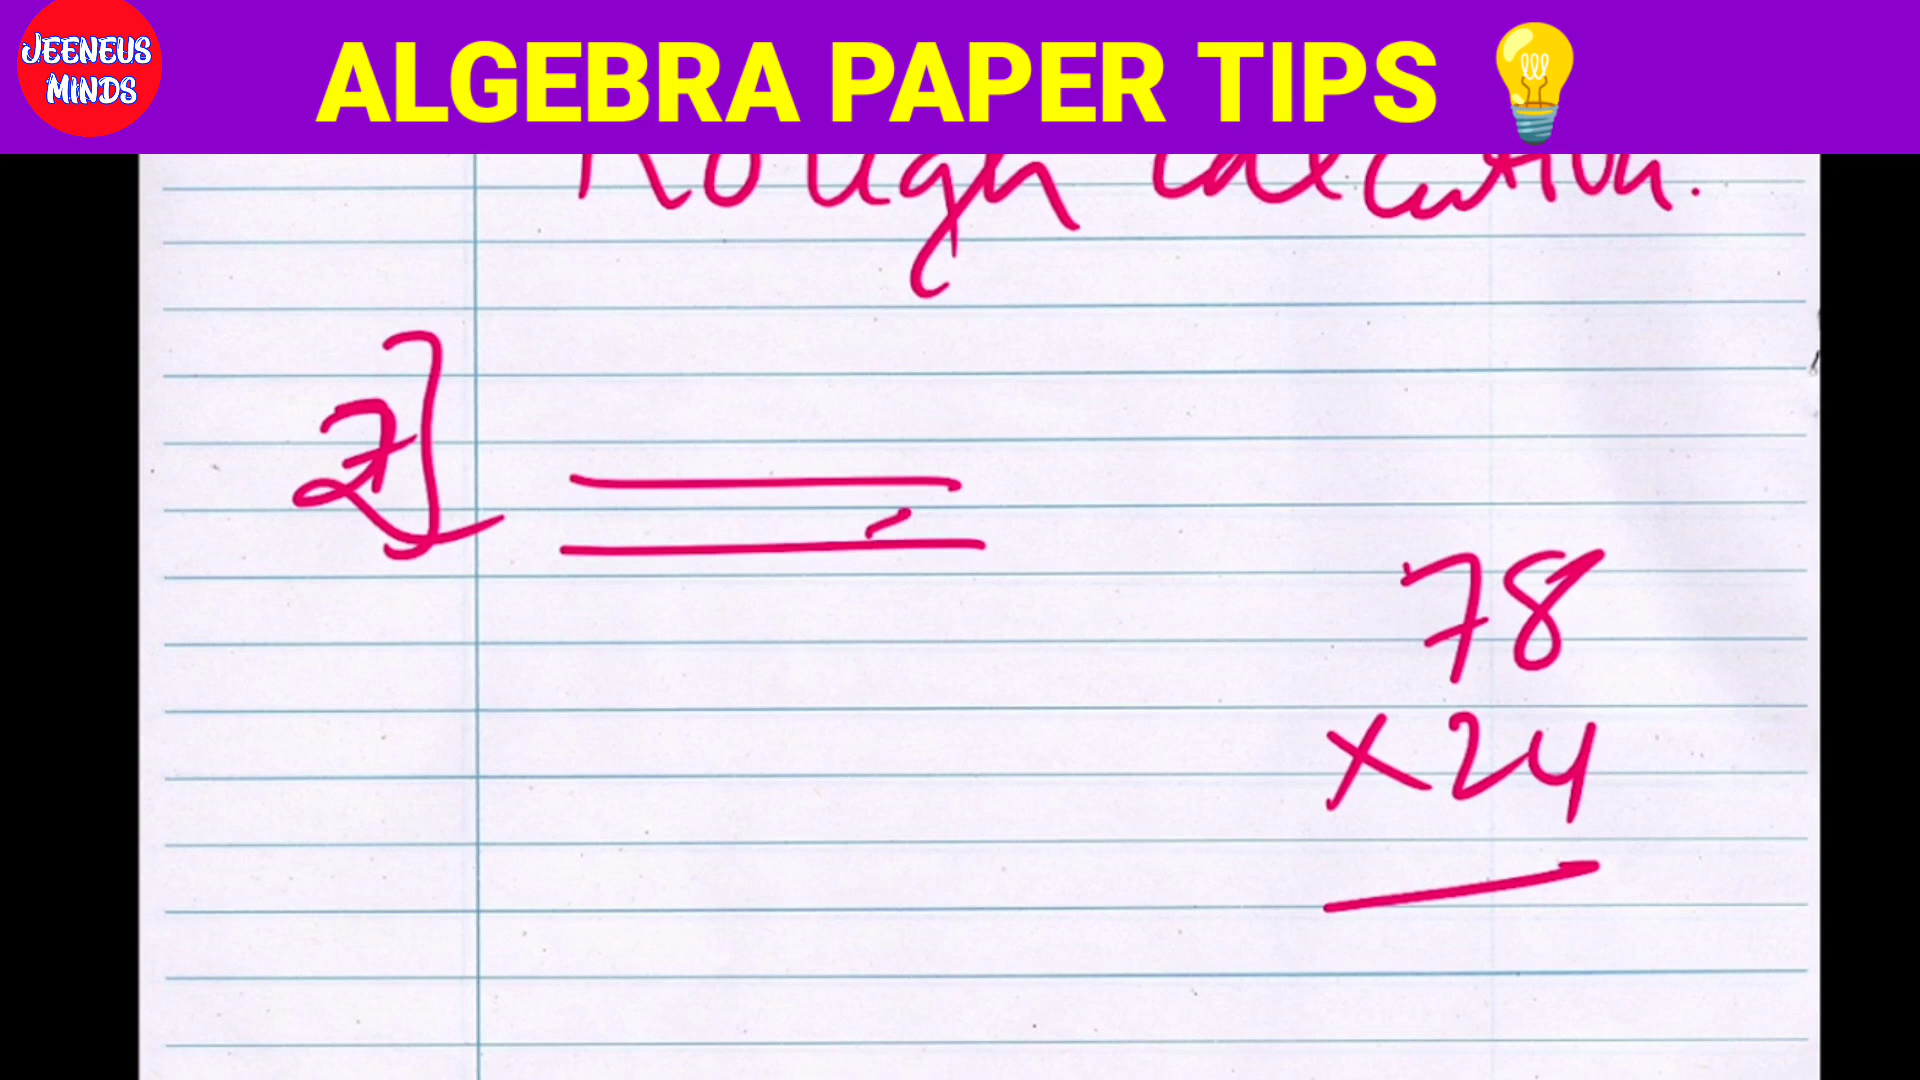 JEENEUS
MINDS
ALGEBRA PAPER TIPS
Rough calculation.
7]
78
×24